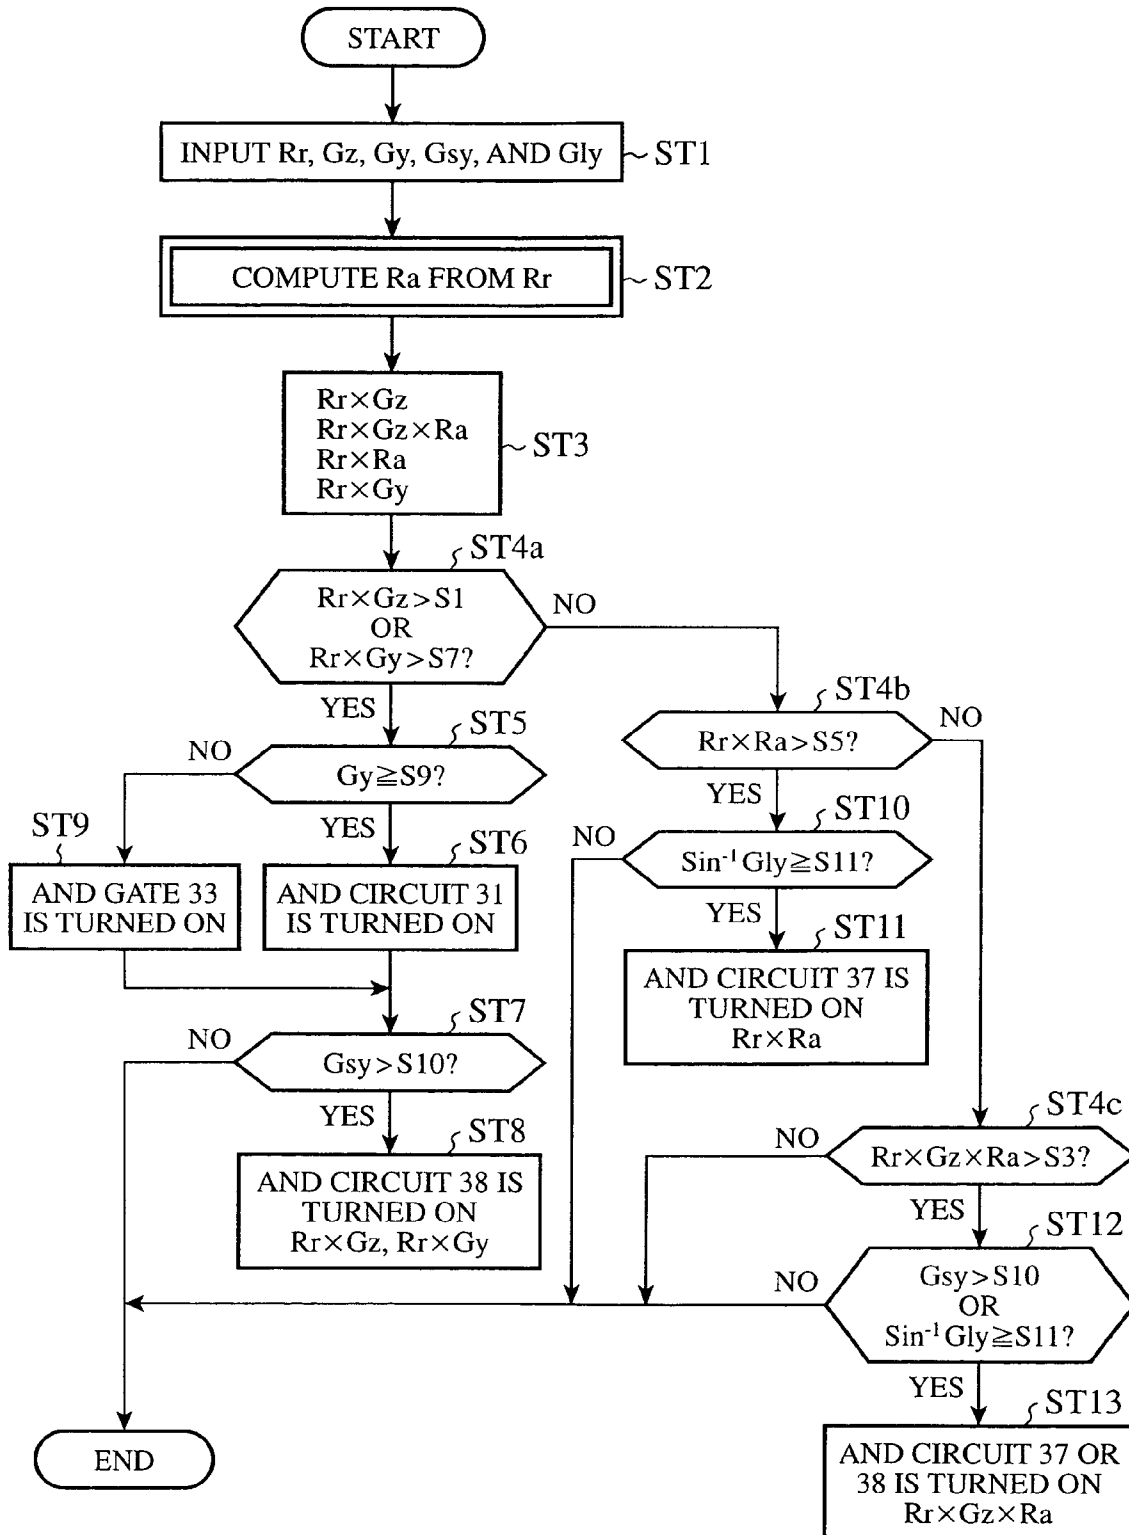 START
INPUT Rr, Gz, Gy, Gsy, AND Gly
ST1
COMPUTE Ra FROM Rr
ST2
Rr×Gz
Rr×Gz×Ra
Rr×Ra
Rr×Gy
ST3
ST4a
Rr×Gz>S1
OR
Rr×Gy>S7?
NO
YES
ST4b
Rr×Ra>S5?
NO
YES
ST5
Gy≧S9?
NO
YES
ST10
Sin⁻¹ Gly≧S11?
NO
YES
ST9
AND GATE 33
IS TURNED ON
ST6
AND CIRCUIT 31
IS TURNED ON
ST11
AND CIRCUIT 37 IS
TURNED ON
Rr×Ra
ST7
Gsy>S10?
NO
YES
ST4c
Rr×Gz×Ra>S3?
NO
YES
ST8
AND CIRCUIT 38 IS
TURNED ON
Rr×Gz, Rr×Gy
ST12
Gsy>S10
OR
Sin⁻¹ Gly≧S11?
NO
YES
ST13
AND CIRCUIT 37 OR
38 IS TURNED ON
Rr×Gz×Ra
END